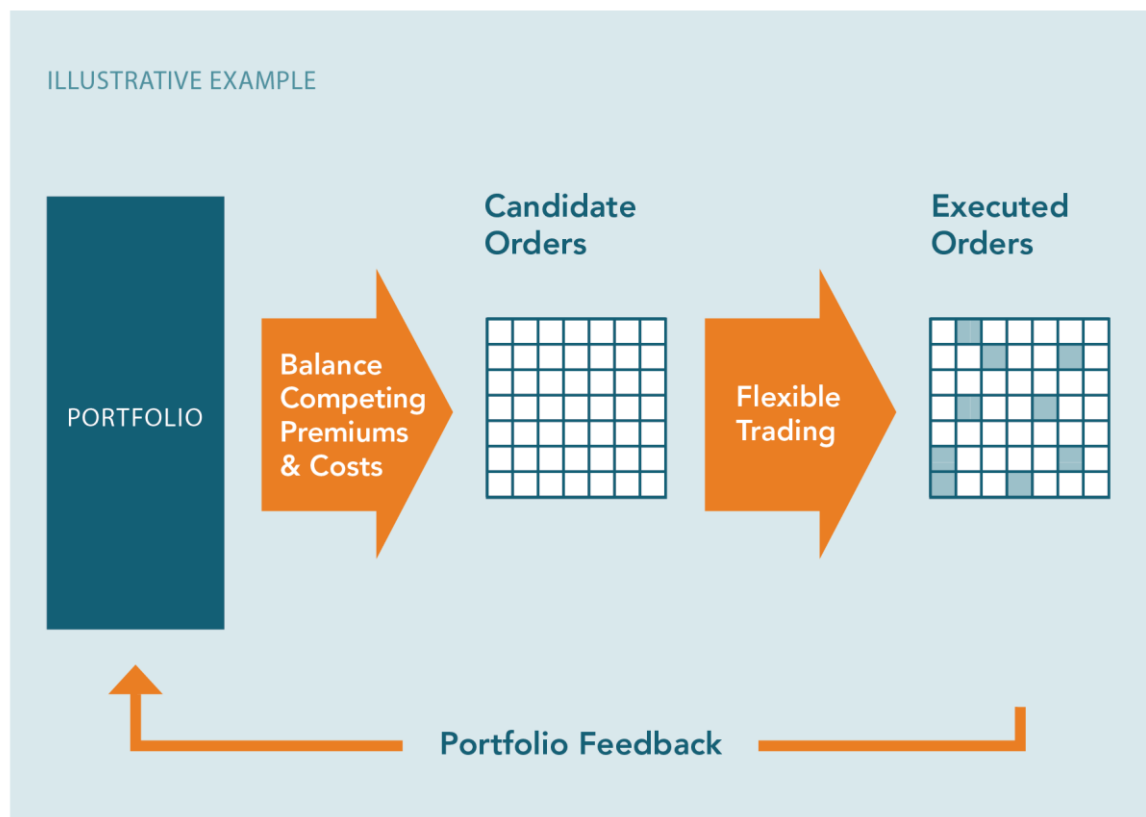 ILLUSTRATIVE EXAMPLE
PORTFOLIO
Balance
Competing
Premiums
& Costs
Candidate
Orders
Flexible
Trading
Executed
Orders
Portfolio Feedback